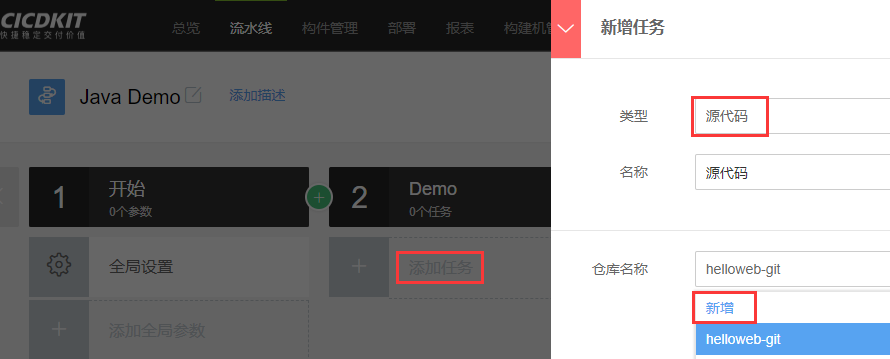 CICDKIT
快捷稳定交付价值
总览 流水线 构件管理 部署 报表 构建机管
Java Demo 添加描述
1 开始
0个参数
全局设置
添加全局参数
2 Demo
0个任务
添加任务
新增任务
类型 源代码
名称 源代码
仓库名称 helloweb-git
新增
helloweb-git